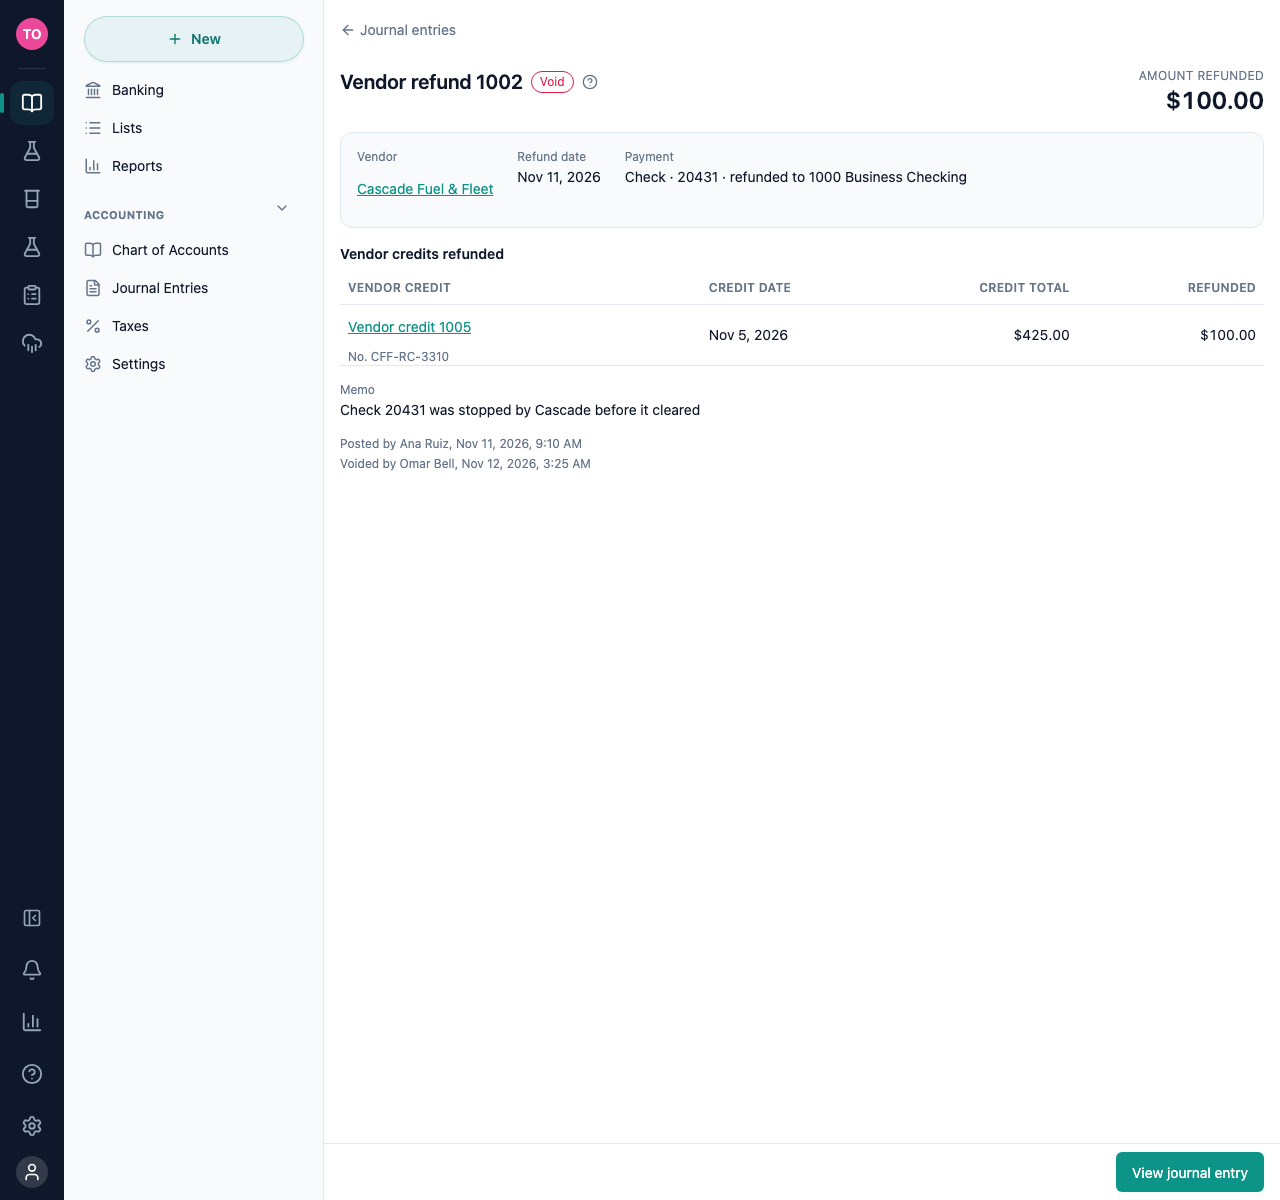 TO
New
Banking
Lists
Reports
ACCOUNTING
Chart of Accounts
Journal Entries
Taxes
Settings
Journal entries
Vendor refund 1002
Void
AMOUNT REFUNDED
$100.00
Vendor
Cascade Fuel & Fleet
Refund date
Nov 11, 2026
Payment
Check · 20431 · refunded to 1000 Business Checking
Vendor credits refunded
VENDOR CREDIT CREDIT DATE CREDIT TOTAL REFUNDED
Vendor credit 1005 Nov 5, 2026 $425.00 $100.00
No. CFF-RC-3310
Memo
Check 20431 was stopped by Cascade before it cleared
Posted by Ana Ruiz, Nov 11, 2026, 9:10 AM
Voided by Omar Bell, Nov 12, 2026, 3:25 AM
View journal entry